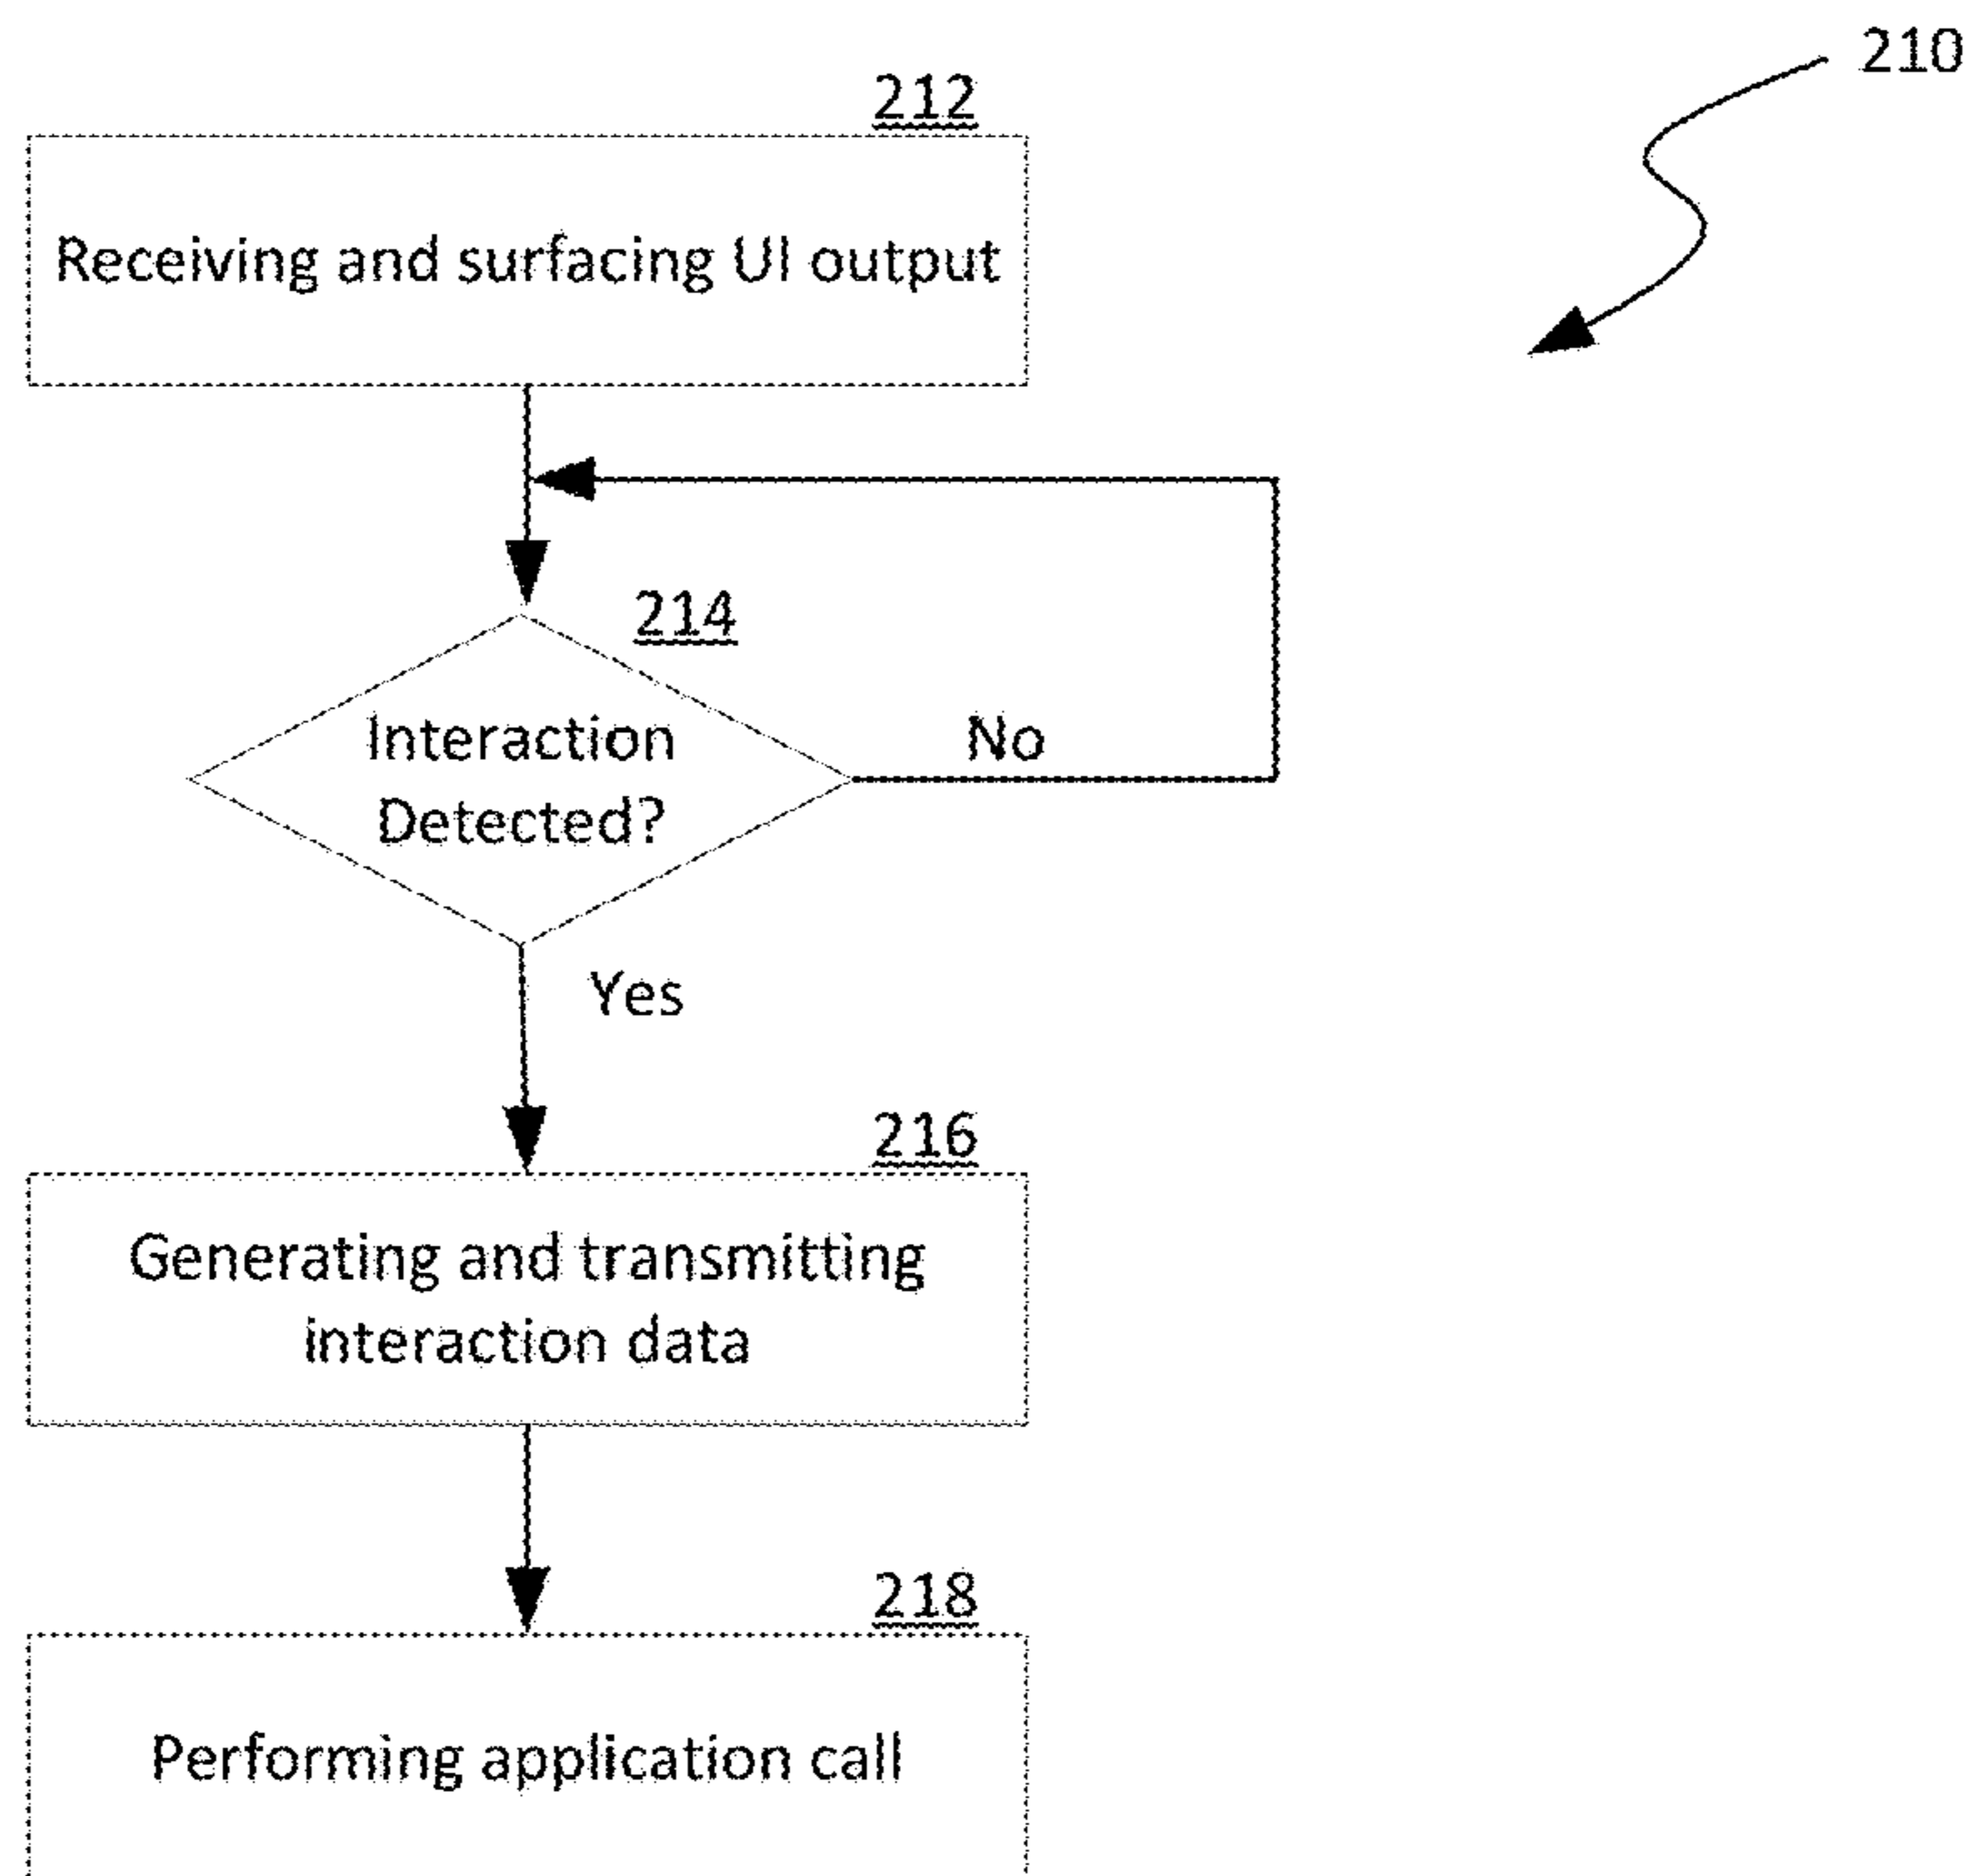 210
212
Receiving and surfacing UI output
214
Interaction
Detected?
No
Yes
216
Generating and transmitting
interaction data
218
Performing application call